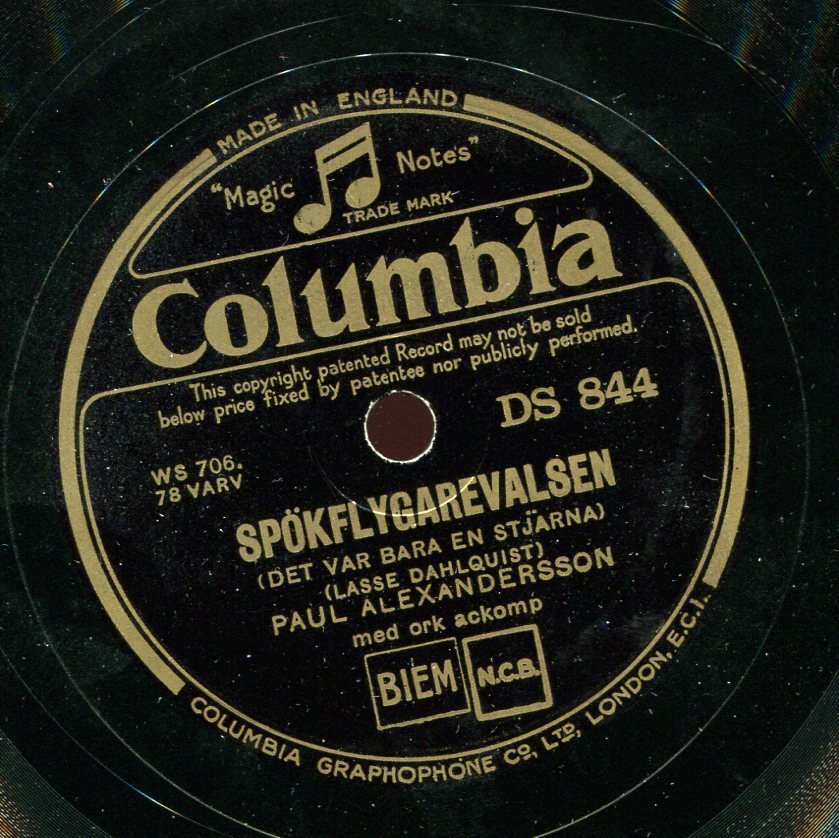 MADE IN ENGLAND
"Magic Notes"
TRADE MARK
Columbia
This copyright patented Record may not be sold
below price fixed by patentee nor publicly performed.
DS 844
WS 706.
78 VARV
SPÖKFLYGAREVALSEN
(DET VAR BARA EN STJÄRNA)
(LASSE DAHLQUIST)
PAUL ALEXANDERSSON
med ork ackomp
BIEM
N.C.B.
COLUMBIA GRAPHOPHONE CO, LTD, LONDON, E.C.1.